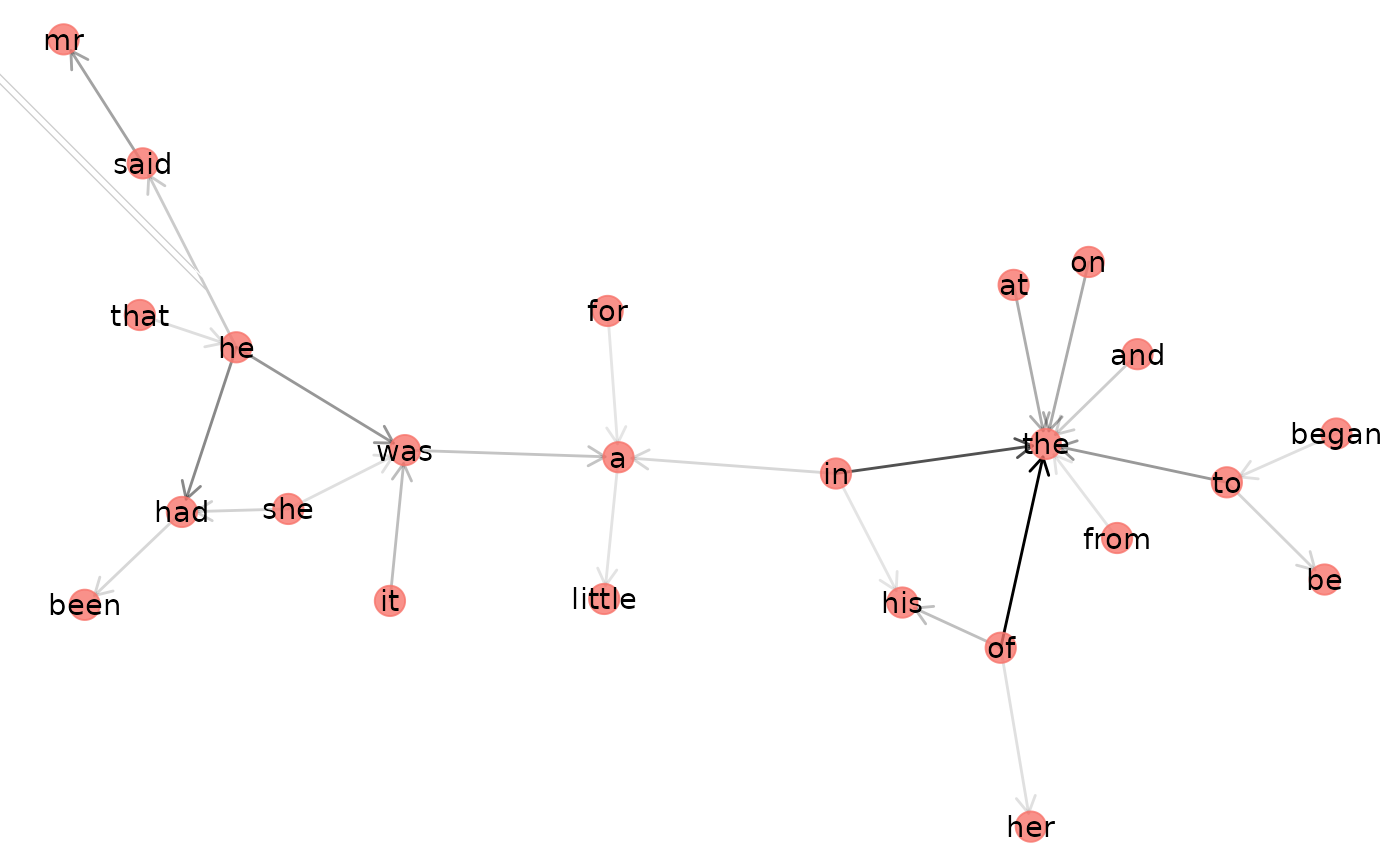 mr
said
on
at
for
that
he
and
began
the
was
a
in
to
she
had
from
be
little
it
his
been
of
her